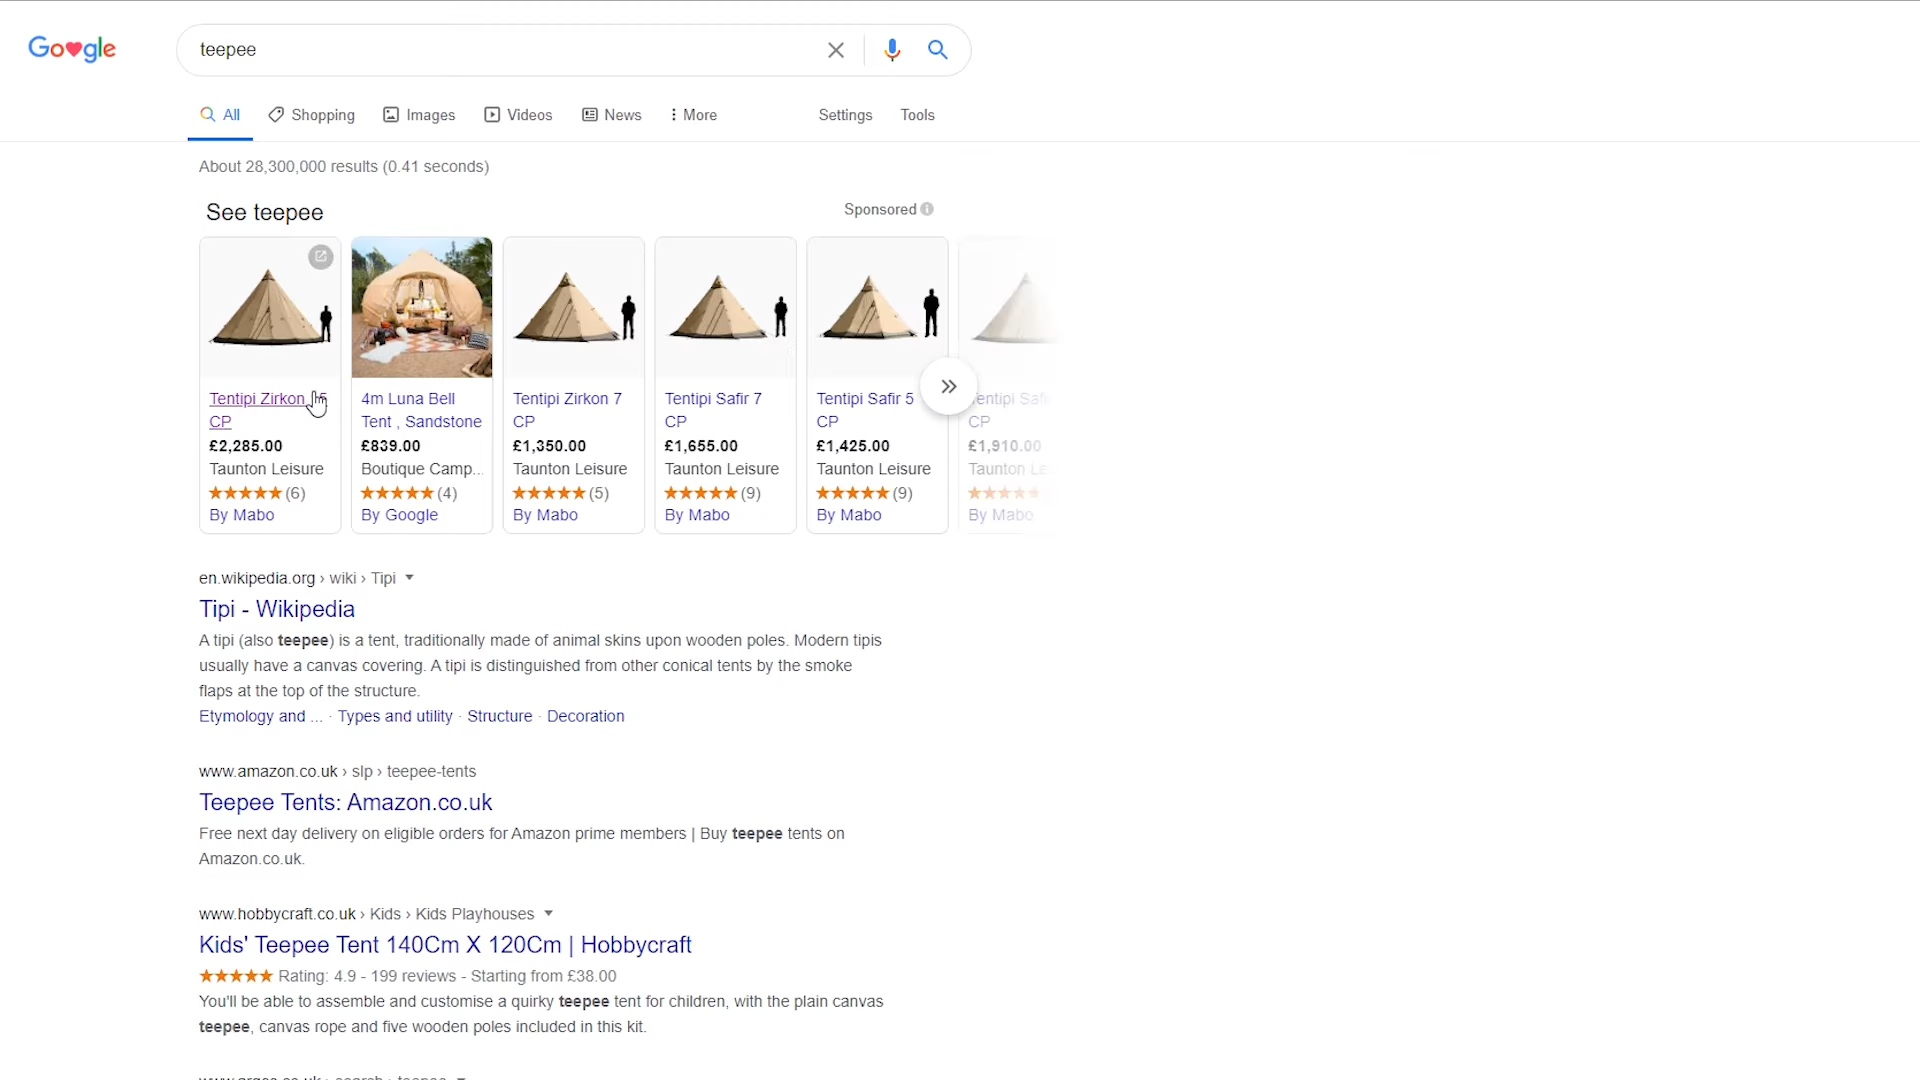 Go gle
teepee
All Shopping Images Videos News More Settings Tools
About 28,300,000 results (0.41 seconds)
See teepee
Sponsored
Tentipi Zirkon
CP
£2,285.00
Taunton Leisure
(6)
By Mabo
4m Luna Bell
Tent , Sandstone
£839.00
Boutique Camp...
(4)
By Google
Tentipi Zirkon 7
CP
£1,350.00
Taunton Leisure
(5)
By Mabo
Tentipi Safir 7
CP
£1,655.00
Taunton Leisure
(9)
By Mabo
Tentipi Safir 5
CP
£1,425.00
Taunton Leisure
(9)
By Mabo
CP
£1,910.00
Taunton
By Mabo
en.wikipedia.org › wiki › Tipi
Tipi - Wikipedia
A tipi (also teepee) is a tent, traditionally made of animal skins upon wooden poles. Modern tipis
usually have a canvas covering. A tipi is distinguished from other conical tents by the smoke
flaps at the top of the structure.
Etymology and ... · Types and utility · Structure · Decoration
www.amazon.co.uk › slp › teepee-tents
Teepee Tents: Amazon.co.uk
Free next day delivery on eligible orders for Amazon prime members | Buy teepee tents on
Amazon.co.uk.
www.hobbycraft.co.uk › Kids › Kids Playhouses
Kids' Teepee Tent 140Cm X 120Cm | Hobbycraft
Rating: 4.9 - 199 reviews - Starting from £38.00
You'll be able to assemble and customise a quirky teepee tent for children, with the plain canvas
teepee, canvas rope and five wooden poles included in this kit.